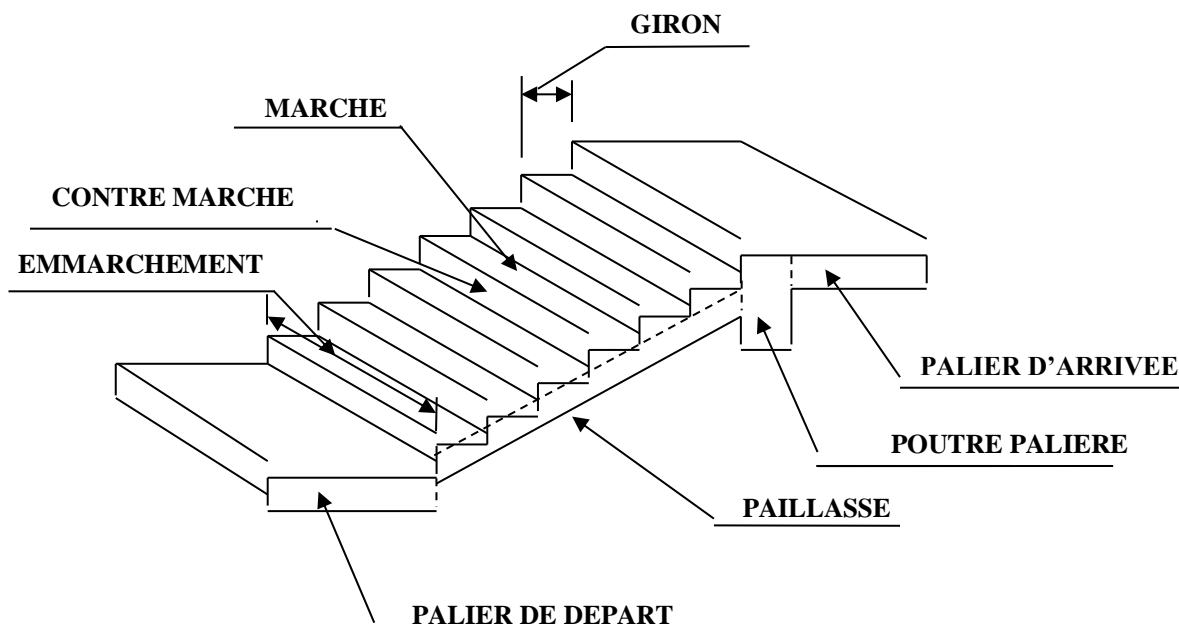 GIRON
MARCHE
CONTRE MARCHE
EMMARCHEMENT
PALIER D'ARRIVEE
POUTRE PALIERE
PAILLASSE
PALIER DE DEPART